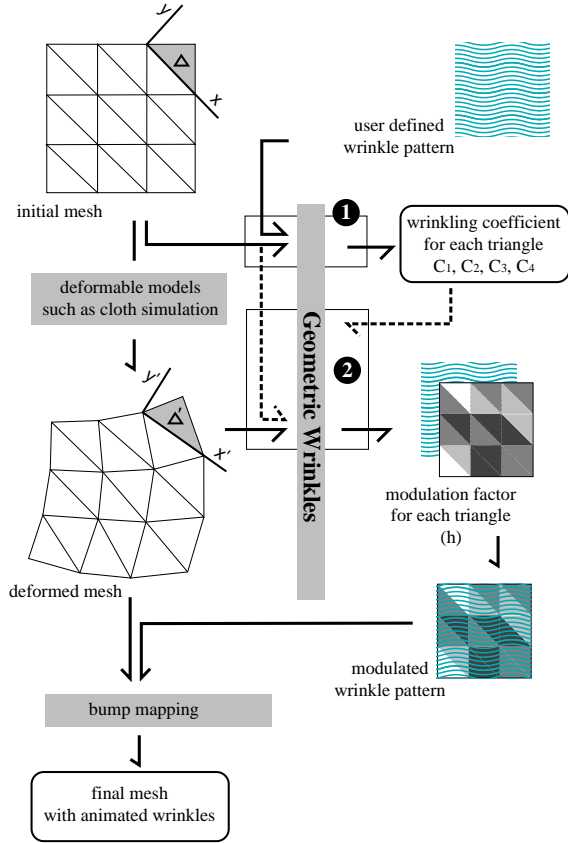 y
Δ
x
initial mesh
user defined
wrinkle pattern
1
wrinkling coefficient
for each triangle
C1, C2, C3, C4
deformable models
such as cloth simulation
Geometric Wrinkles
2
y'
Δ'
x'
deformed mesh
modulation factor
for each triangle
(h)
modulated
wrinkle pattern
bump mapping
final mesh
with animated wrinkles